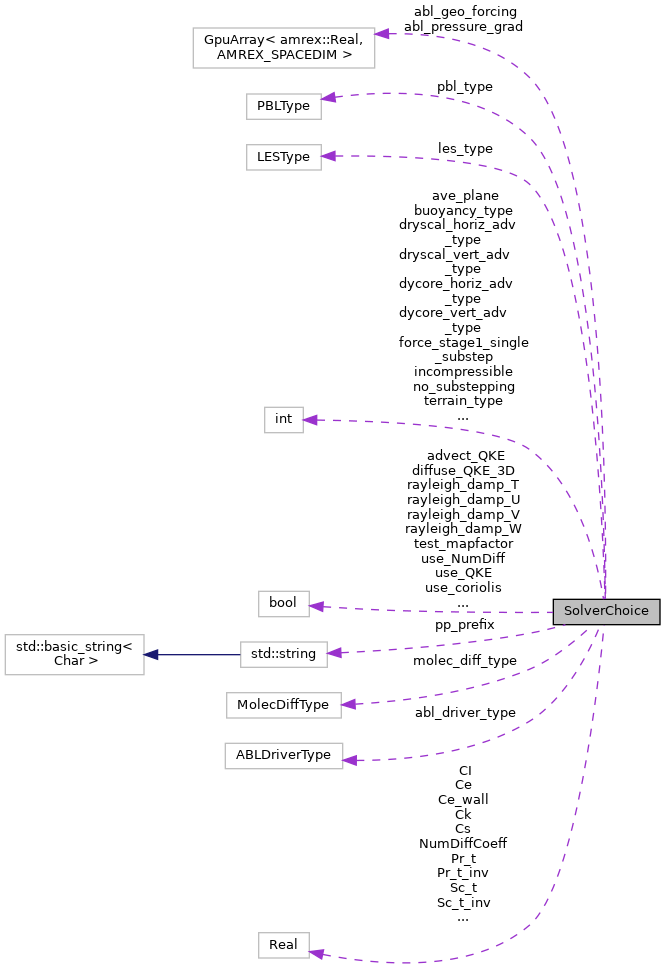 abl_geo_forcing
abl_pressure_grad
GpuArray< amrex::Real,
AMREX_SPACEDIM >
pbl_type
PBLType
les_type
LESType
ave_plane
buoyancy_type
dryscal_horiz_adv
_type
dryscal_vert_adv
_type
dycore_horiz_adv
_type
dycore_vert_adv
_type
force_stage1_single
_substep
incompressible
no_substepping
terrain_type
...
int
advect_QKE
diffuse_QKE_3D
rayleigh_damp_T
rayleigh_damp_U
rayleigh_damp_V
rayleigh_damp_W
test_mapfactor
use_NumDiff
use_QKE
use_coriolis
...
bool
SolverChoice
pp_prefix
std::basic_string<
Char >
std::string
molec_diff_type
MolecDiffType
abl_driver_type
ABLDriverType
CI
Ce
Ce_wall
Ck
Cs
NumDiffCoeff
Pr_t
Pr_t_inv
Sc_t
Sc_t_inv
...
Real